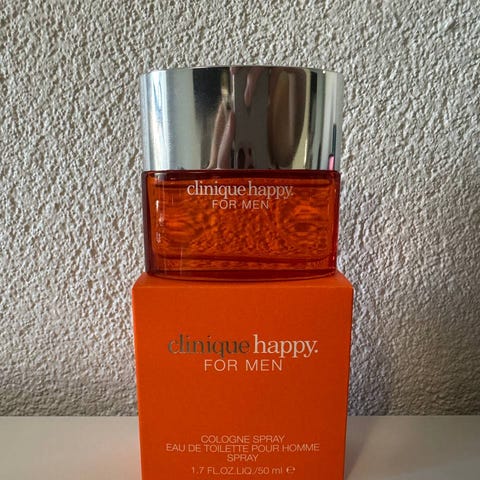 clinique happy.
FOR MEN
clinique happy.
FOR MEN
COLOGNE SPRAY
EAU DE TOILETTE POUR HOMME
SPRAY
1.7 FL.OZ.LIQ./50 ml ℮